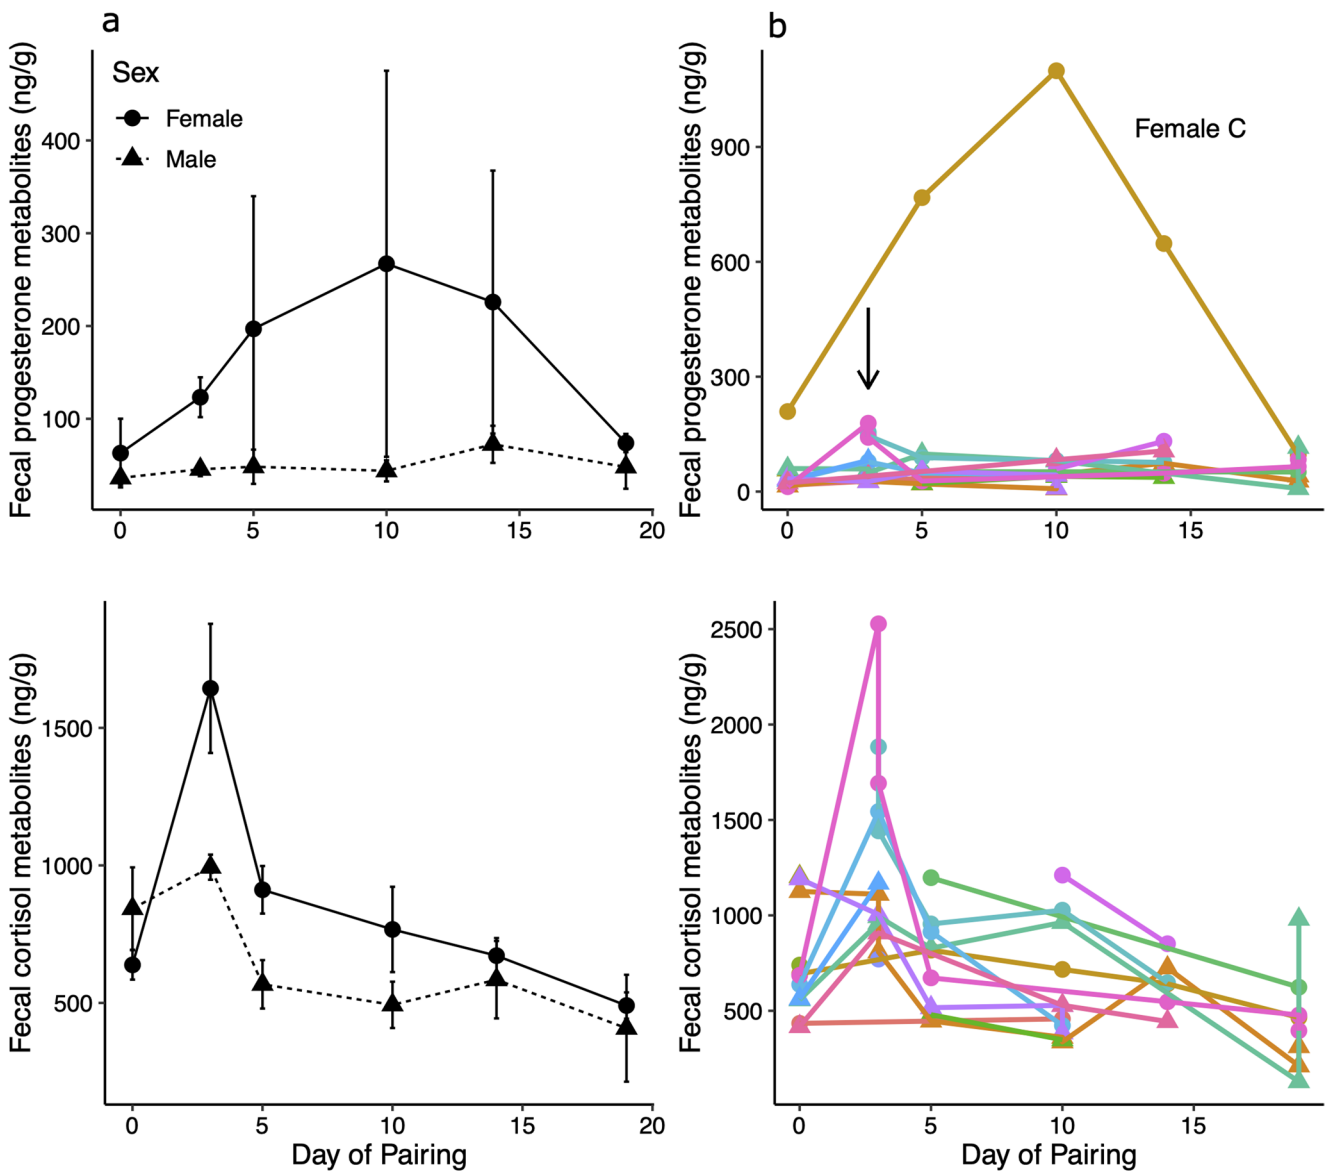 a
b
Fecal progesterone metabolites (ng/g)
400
300
200
100
Sex
Female
Male
0
5
10
15
20
Fecal progesterone metabolites (ng/g)
900
600
300
0
Female C
0
5
10
15
Fecal cortisol metabolites (ng/g)
1500
1000
500
0
5
10
15
20
Day of Pairing
Fecal cortisol metabolites (ng/g)
2500
2000
1500
1000
500
0
5
10
15
Day of Pairing